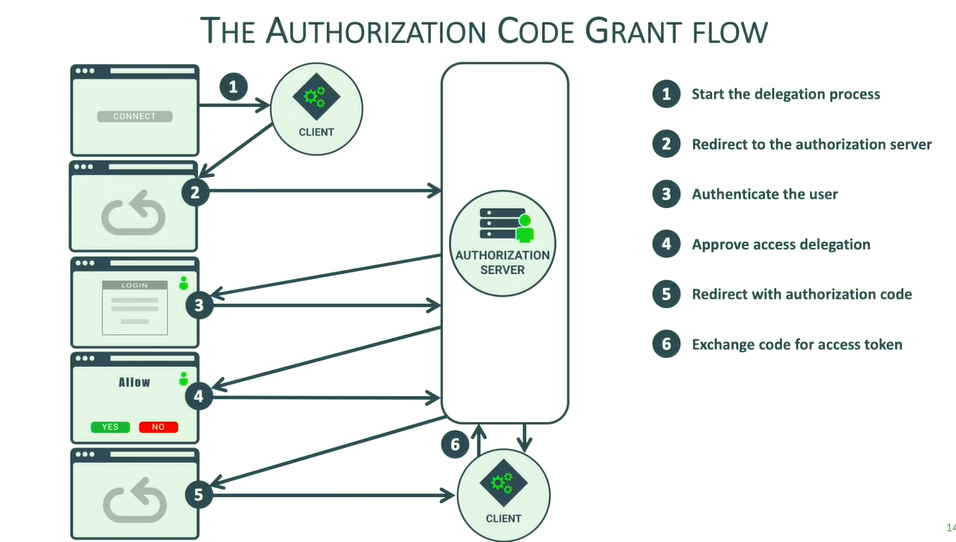 THE AUTHORIZATION CODE GRANT FLOW
CONNECT
1
CLIENT
2
LOGIN
3
Allow
YES
NO
4
5
AUTHORIZATION
SERVER
6
CLIENT
1 Start the delegation process
2 Redirect to the authorization server
3 Authenticate the user
4 Approve access delegation
5 Redirect with authorization code
6 Exchange code for access token
14